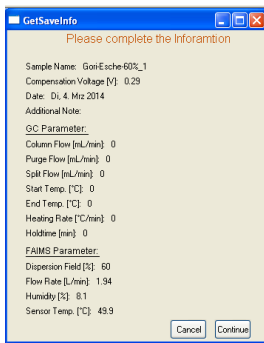 GetSaveInfo
Please complete the Inforamtion
Sample Name: Gori-Esche-60%_1
Compensation Voltage [V]: 0.29
Date: Di, 4. Mrz 2014
Additional Note:
GC Parameter:
Column Flow [mL/min]: 0
Purge Flow [mL/min]: 0
Split Flow [mL/min]: 0
Start Temp. [°C]: 0
End Temp. [°C]: 0
Heating Rate [°C/min]: 0
Holdtime [min]: 0
FAIMS Parameter:
Dispersion Field [%]: 60
Flow Rate [L/min]: 1.94
Humidity [%]: 8.1
Sensor Temp. [°C]: 49.9
Cancel Continue